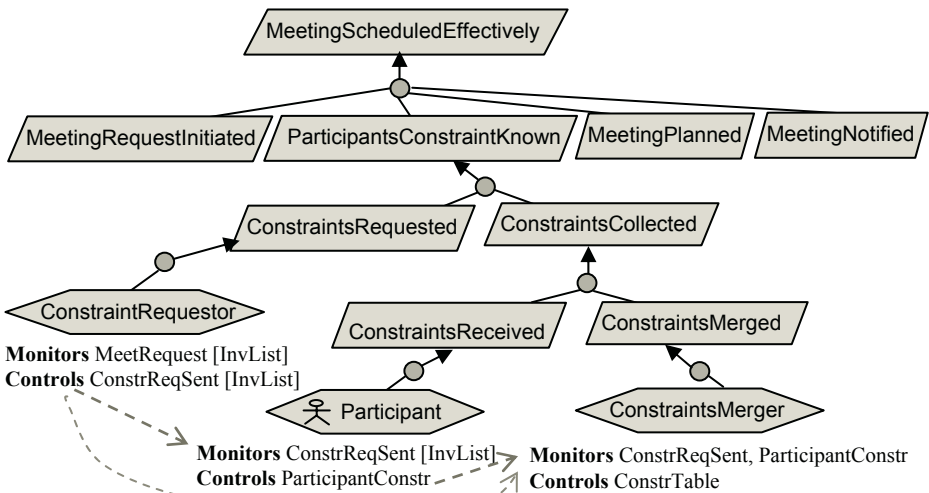 MeetingScheduledEffectively
MeetingRequestInitiated
ParticipantsConstraintKnown
MeetingPlanned
MeetingNotified
ConstraintsRequested
ConstraintsCollected
ConstraintRequestor
ConstraintsReceived
ConstraintsMerged
Monitors MeetRequest [InvList]
Controls ConstrReqSent [InvList]
Participant
ConstraintsMerger
Monitors ConstrReqSent [InvList]
Controls ParticipantConstr
Monitors ConstrReqSent, ParticipantConstr
Controls ConstrTable